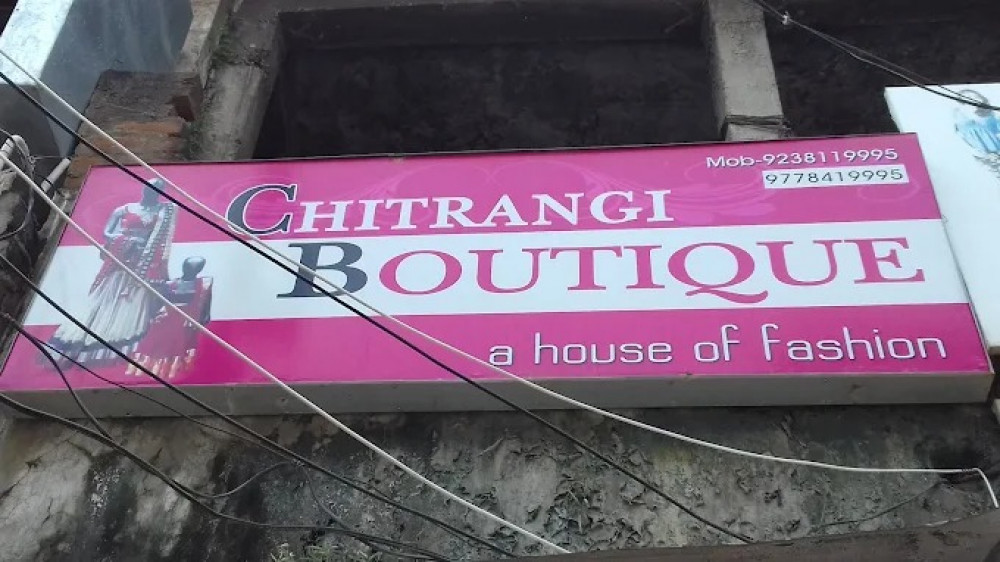 Mob-9238119995
9778419995
CHITRANGI
BOUTIQUE
a house of fashion